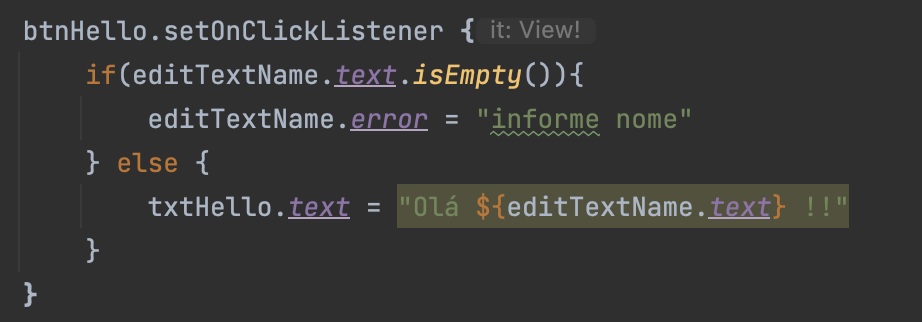 btnHello.setOnClickListener { it: View!
if(editTextName.text.isEmpty()){
editTextName.error = "informe nome"
} else {
txtHello.text = "Olá ${editTextName.text} !!"
}
}